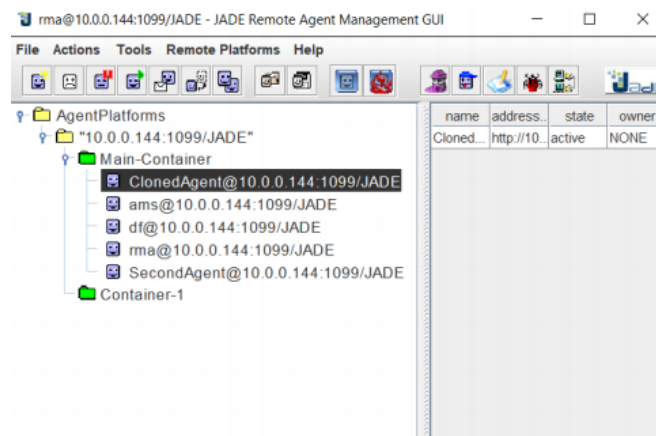 rma@10.0.0.144:1099/JADE - JADE Remote Agent Management GUI
File Actions Tools Remote Platforms Help
AgentPlatforms
"10.0.0.144:1099/JADE"
Main-Container
ClonedAgent@10.0.0.144:1099/JADE
ams@10.0.0.144:1099/JADE
df@10.0.0.144:1099/JADE
rma@10.0.0.144:1099/JADE
SecondAgent@10.0.0.144:1099/JADE
Container-1
name address.. state owner
Cloned... http://10... active NONE